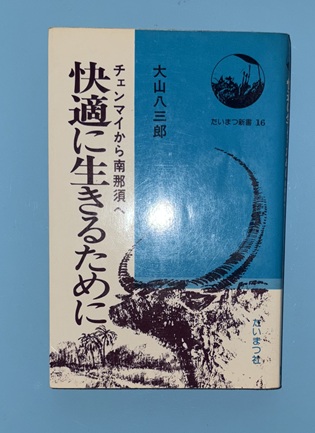 快適に生きるために
チェンマイから南那須へ
大山八三郎
たいまつ新書 16
たいまつ社